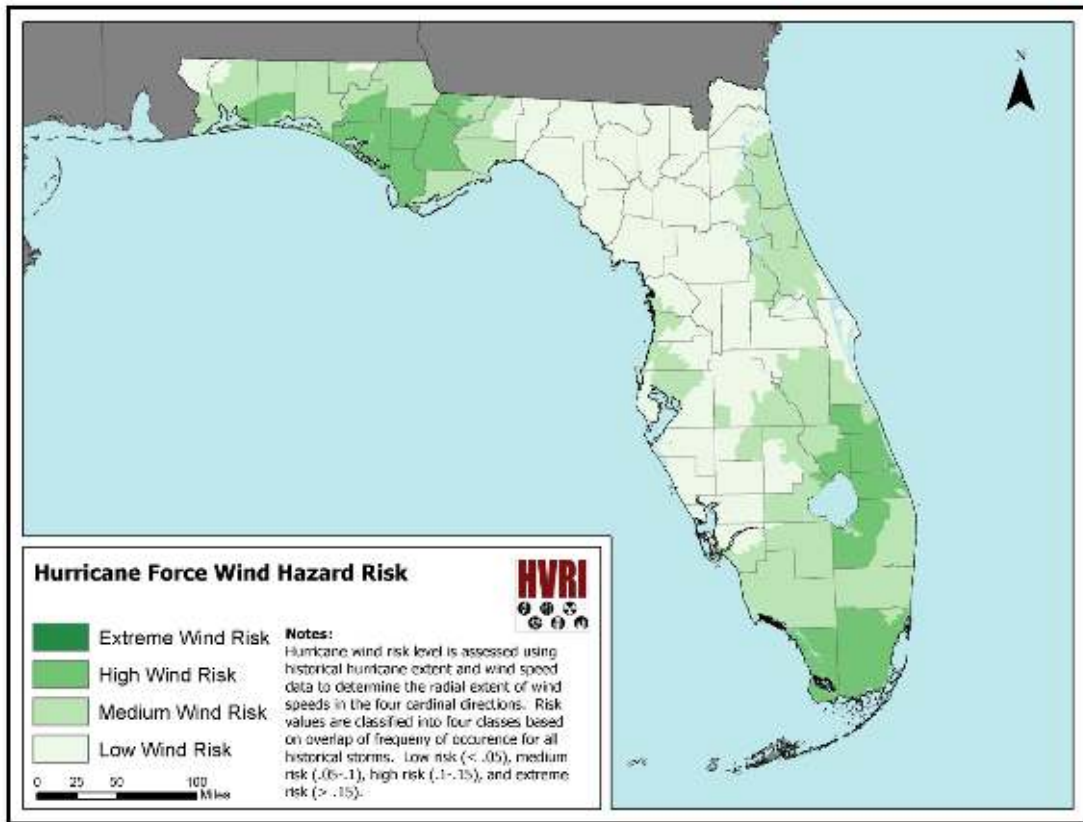 N
Hurricane Force Wind Hazard Risk
HVRI
Extreme Wind Risk
High Wind Risk
Medium Wind Risk
Low Wind Risk
0 25 50 100
Miles
Notes:
Hurricane wind risk level is assessed using
historical hurricane extent and wind speed
data to determine the radial extent of wind
speeds in the four cardinal directions. Risk
values are classified into four classes based
on overlap of frequeny of occurence for all
historical storms. Low risk (< .05), medium
risk (.05-.1), high risk (.1-.15), and extreme
risk (> .15).